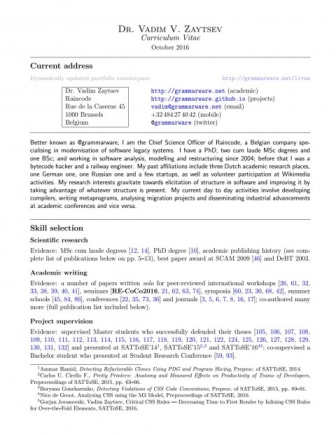 Dr. Vadim V. Zaytsev
Curriculum Vitae
October 2016
Current address
Dynamically updated portfolio counterpart: http://grammarware.net/lives
Dr. Vadim Zaytsev http://grammarware.net (academic)
Raincode http://grammarware.github.io (projects)
Rue de la Caserne 45 vadim@grammarware.net (email)
1000 Brussels +32 484 27 40 42 (mobile)
Belgium @grammarware (twitter)
Better known as @grammarware, I am the Chief Science Officer of Raincode, a Belgium company spe-
cialising in modernisation of software legacy systems. I have a PhD, two cum laude MSc degrees and
one BSc; and working in software analysis, modelling and restructuring since 2004; before that I was a
bytecode hacker and a railway engineer. My past affiliations include three Dutch academic research places,
one German one, one Russian one and a few startups, as well as volunteer participation at Wikimedia
activities. My research interests gravitate towards elicitation of structure in software and improving it by
taking advantage of whatever structure is present. My current day to day activities involve developing
compilers, writing metaprograms, analysing migration projects and disseminating industrial advancements
at academic conferences and vice versa.
Skill selection
Scientific research
Evidence: MSc cum laude degrees [12, 14], PhD degree [10], academic publishing history (see com-
plete list of publications below on pp. 5–13), best paper award at SCAM 2009 [46] and DeBT 2003.
Academic writing
Evidence: a number of papers written solo for peer-reviewed international workshops [26, 61, 32,
33, 38, 39, 40, 41], seminars [RE-CoCo2016, 21, 62, 63, 74], symposia [60, 23, 30, 68, 42], summer
schools [45, 84, 86], conferences [22, 35, 73, 36] and journals [3, 5, 6, 7, 8, 16, 17]; co-authored many
more (full publication list included below).
Project supervision
Evidence: supervised Master students who successfully defended their theses [105, 106, 107, 108,
109, 110, 111, 112, 113, 114, 115, 116, 117, 118, 119, 120, 121, 122, 124, 125, 126, 127, 128, 129,
130, 131, 132] and presented at SATToSE'14, SATToSE'15 and SATToSE'16; co-supervised a
Bachelor student who presented at Student Research Conference [59, 93].
Ammar Hamid, Detecting Refactorable Clones Using PDG and Program Slicing, Preproc. of SATToSE, 2014.
Carlos U. Cirello F., Pretty Printers: Anatomy and Measured Effects on Productivity of Teams of Developers,
Preproceedings of SATToSE, 2015, pp. 63–66.
Boryana Goncharenko, Detecting Violations of CSS Code Conventions, Preproc. of SATToSE, 2015, pp. 89–91.
Nico de Groot, Analysing CSS using the M3 Model, Preproceedings of SATToSE, 2016.
Gorjan Jovanovski, Vadim Zaytsev, Critical CSS Rules — Decreasing Time to First Render by Inlining CSS Rules
for Over-the-Fold Elements, SATToSE, 2016.